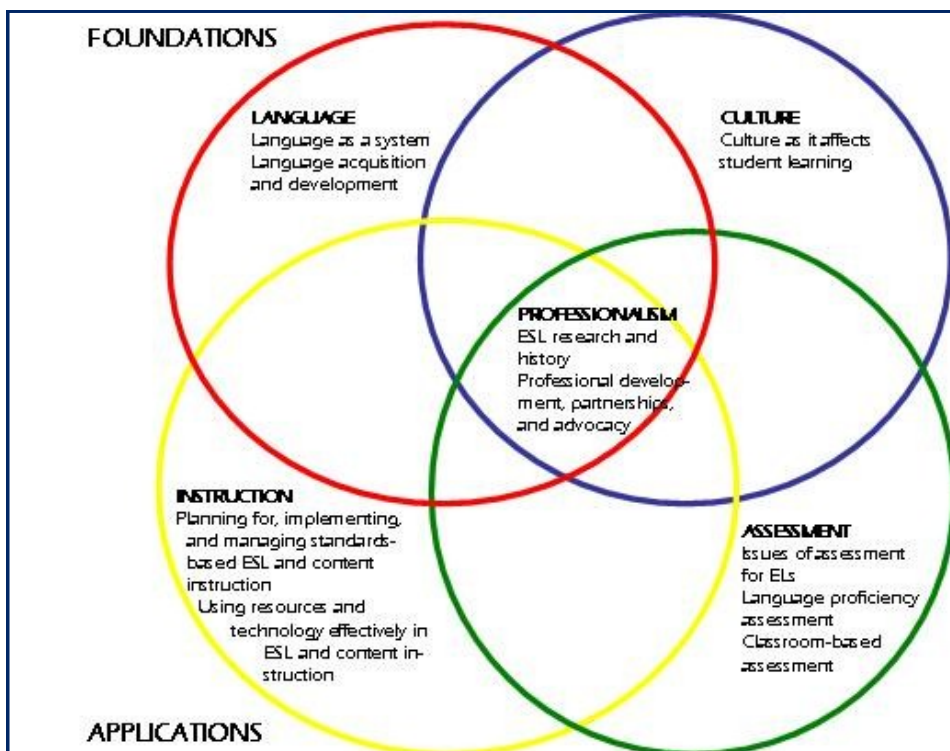 FOUNDATIONS
LANGUAGE
Language as a system
Language acquisition
and development
CULTURE
Culture as it affects
student learning
PROFESSIONALISM
ESL research and
history
Professional develop-
ment, partnerships,
and advocacy
INSTRUCTION
Planning for, implementing,
and managing standards-
based ESL and content
instruction
Using resources and
technology effectively in
ESL and content in-
struction
ASSESSMENT
Issues of assessment
for ELs
Language proficiency
assessment
Classroom-based
assessment
APPLICATIONS